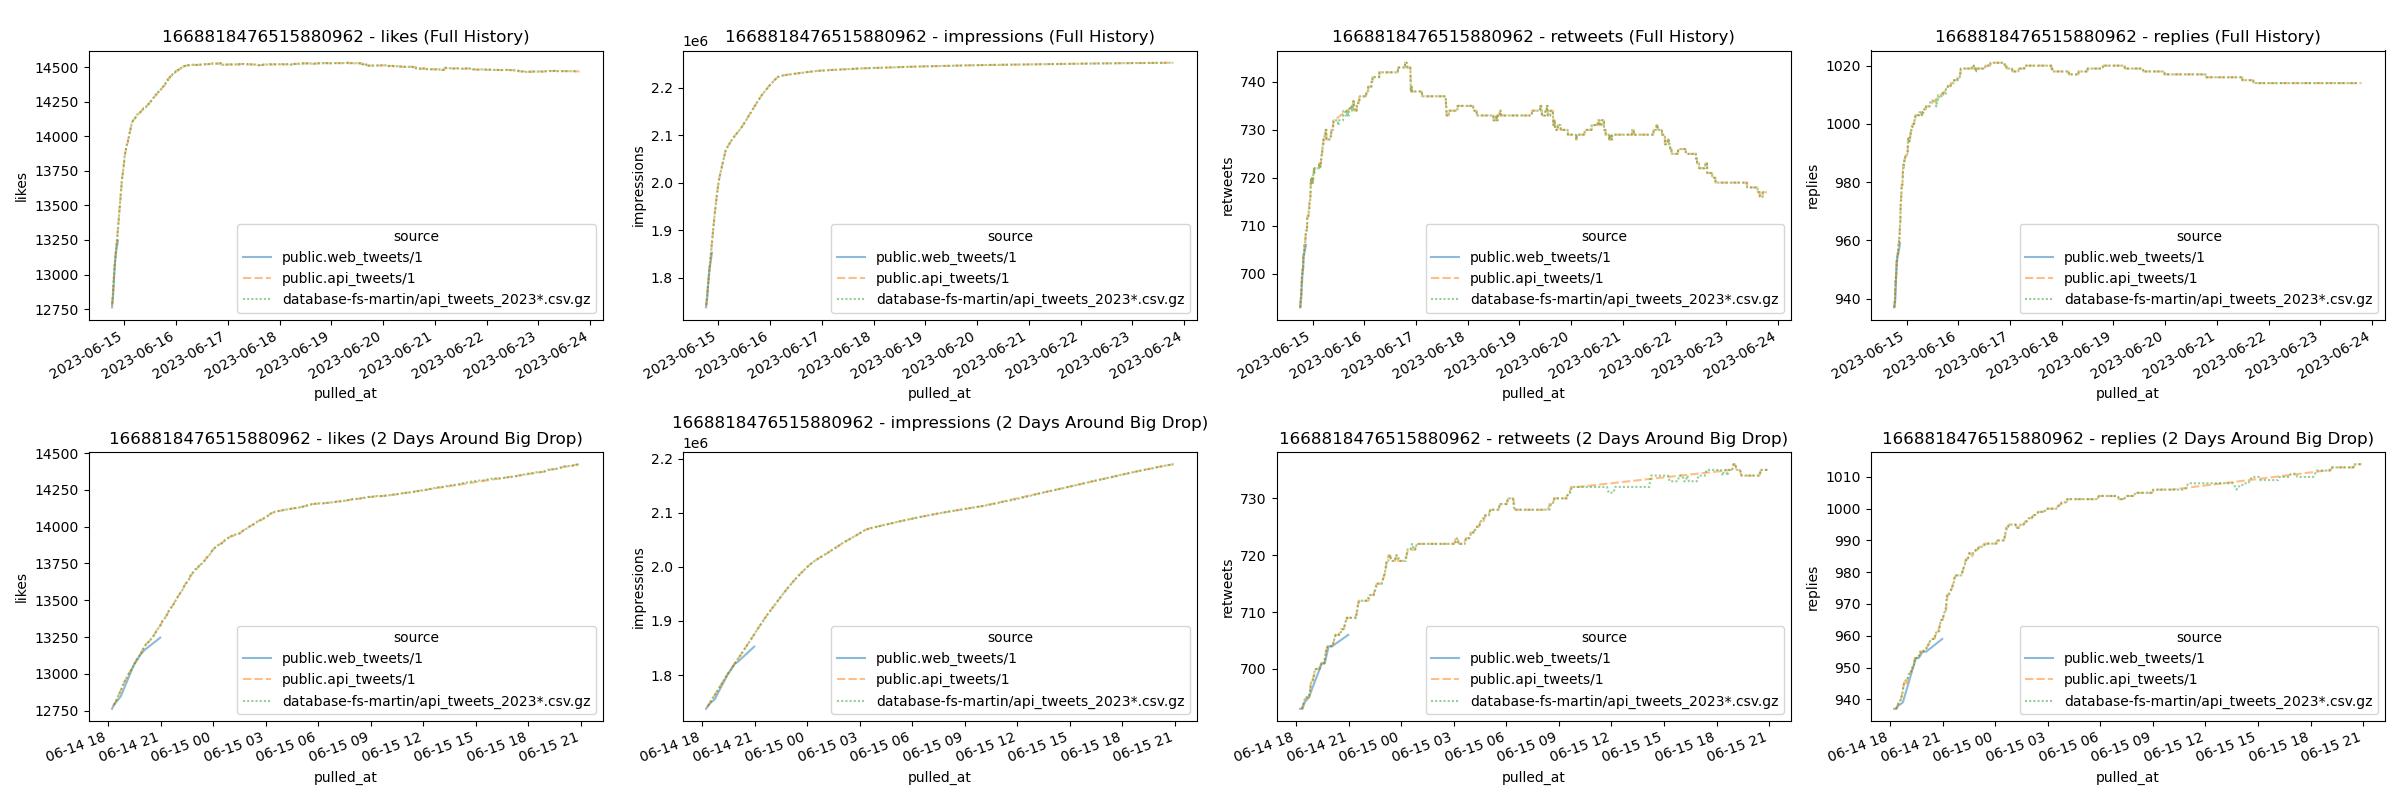 1668818476515880962 - likes (Full History)
14500
14250
14000
13750
13500
13250
13000
12750
likes
source
public.web_tweets/1
public.api_tweets/1
database-fs-martin/api_tweets_2023*.csv.gz
2023-06-15
2023-06-16
2023-06-17
2023-06-18
2023-06-19
2023-06-20
2023-06-21
2023-06-22
2023-06-23
2023-06-24
pulled_at
1668818476515880962 - impressions (Full History)
1e6
2.2
2.1
2.0
1.9
1.8
impressions
source
public.web_tweets/1
public.api_tweets/1
database-fs-martin/api_tweets_2023*.csv.gz
2023-06-15
2023-06-16
2023-06-17
2023-06-18
2023-06-19
2023-06-20
2023-06-21
2023-06-22
2023-06-23
2023-06-24
pulled_at
1668818476515880962 - retweets (Full History)
740
730
720
710
700
retweets
source
public.web_tweets/1
public.api_tweets/1
database-fs-martin/api_tweets_2023*.csv.gz
2023-06-15
2023-06-16
2023-06-17
2023-06-18
2023-06-19
2023-06-20
2023-06-21
2023-06-22
2023-06-23
2023-06-24
pulled_at
1668818476515880962 - replies (Full History)
1020
1000
980
960
940
replies
source
public.web_tweets/1
public.api_tweets/1
database-fs-martin/api_tweets_2023*.csv.gz
2023-06-15
2023-06-16
2023-06-17
2023-06-18
2023-06-19
2023-06-20
2023-06-21
2023-06-22
2023-06-23
2023-06-24
pulled_at
1668818476515880962 - likes (2 Days Around Big Drop)
14500
14250
14000
13750
13500
13250
13000
12750
likes
source
public.web_tweets/1
public.api_tweets/1
database-fs-martin/api_tweets_2023*.csv.gz
06-14 18
06-14 21
06-15 00
06-15 03
06-15 06
06-15 09
06-15 12
06-15 15
06-15 18
06-15 21
pulled_at
1668818476515880962 - impressions (2 Days Around Big Drop)
1e6
2.2
2.1
2.0
1.9
1.8
impressions
source
public.web_tweets/1
public.api_tweets/1
database-fs-martin/api_tweets_2023*.csv.gz
06-14 18
06-14 21
06-15 00
06-15 03
06-15 06
06-15 09
06-15 12
06-15 15
06-15 18
06-15 21
pulled_at
1668818476515880962 - retweets (2 Days Around Big Drop)
730
720
710
700
retweets
source
public.web_tweets/1
public.api_tweets/1
database-fs-martin/api_tweets_2023*.csv.gz
06-14 18
06-14 21
06-15 00
06-15 03
06-15 06
06-15 09
06-15 12
06-15 15
06-15 18
06-15 21
pulled_at
1668818476515880962 - replies (2 Days Around Big Drop)
1010
1000
990
980
970
960
950
940
replies
source
public.web_tweets/1
public.api_tweets/1
database-fs-martin/api_tweets_2023*.csv.gz
06-14 18
06-14 21
06-15 00
06-15 03
06-15 06
06-15 09
06-15 12
06-15 15
06-15 18
06-15 21
pulled_at